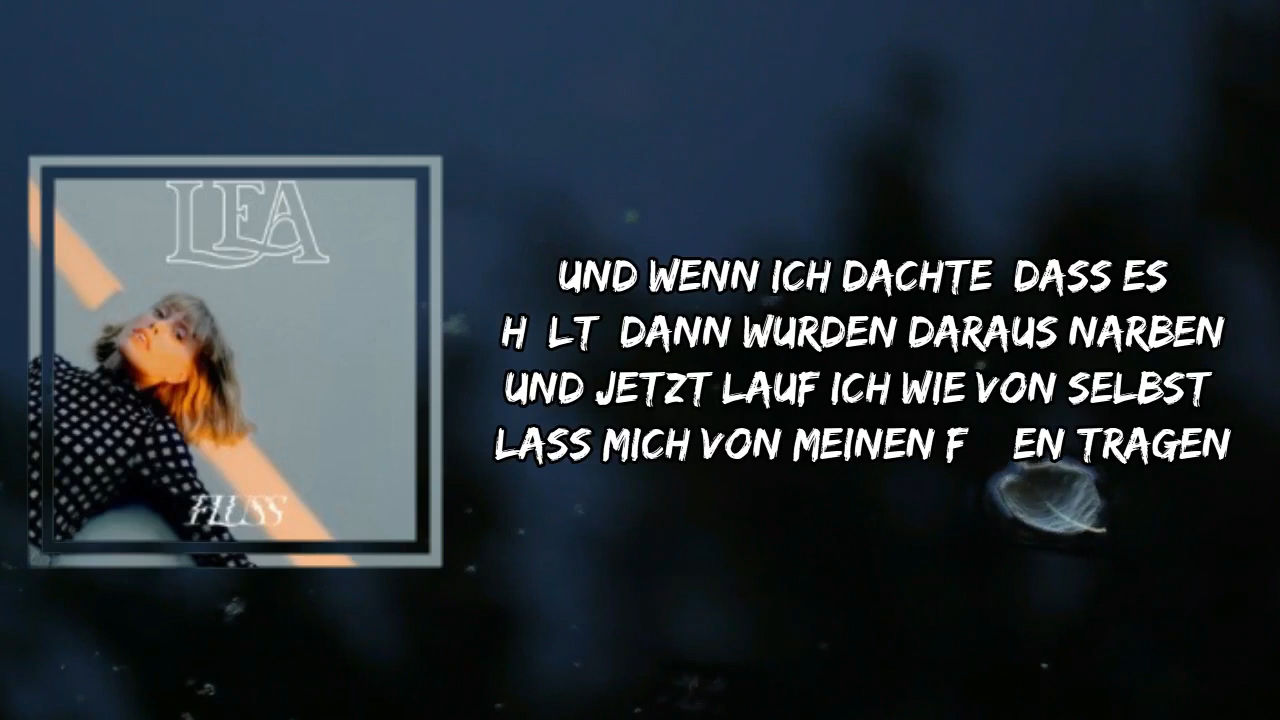 LEA
FLUSS
UND WENN ICH DACHTE DASS ES
H LT DANN WURDEN DARAUS NARBEN
UND JETZT LAUF ICH WIE VON SELBST
LASS MICH VON MEINEN F EN TRAGEN